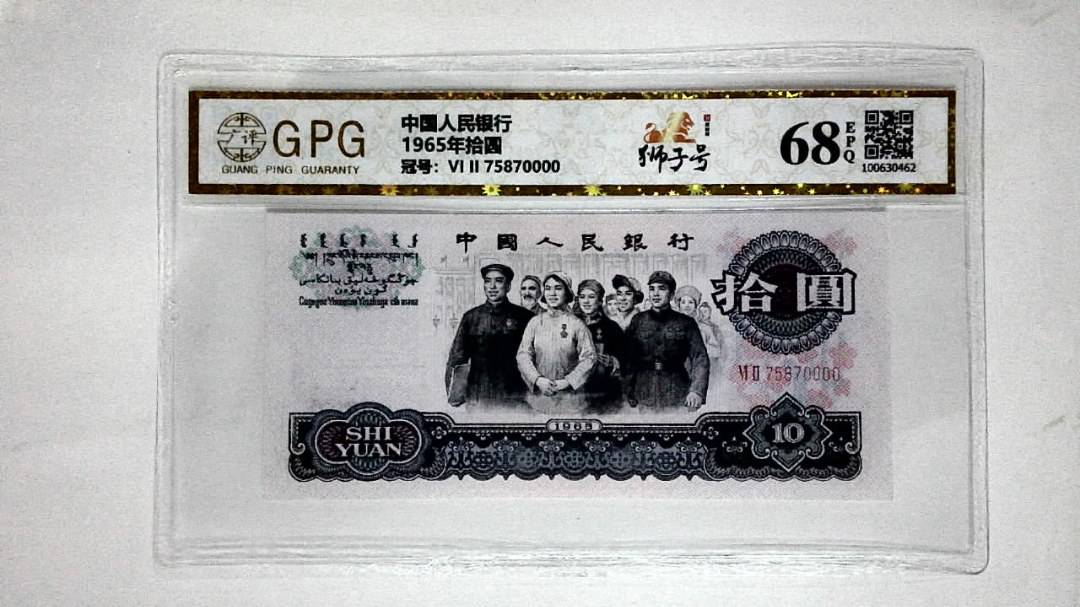 广评
GPG
GUANG PING GUARANTY
中国人民银行
1965年拾圆
冠号：VI II 75870000
狮子号
68
EPQ
100630462
中國人民銀行
拾圓
VI II 75870000
1965
SHI
YUAN
10